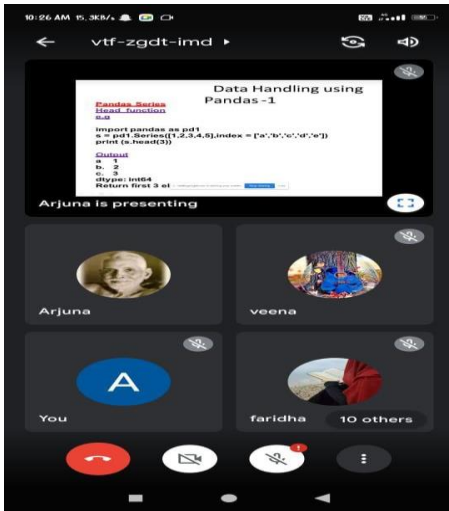 10:26 AM 15.3KB/s
vtf-zgdt-imd
Data Handling using
Pandas -1
Pandas Series
Head function
e.g
import pandas as pd1
s = pd1.Series([1,2,3,4,5],index = ['a','b','c','d','e'])
print (s.head(3))
Output
a 1
b. 2
c. 3
dtype: int64
Return first 3 el
Arjuna is presenting
Arjuna
veena
A
You
faridha
10 others